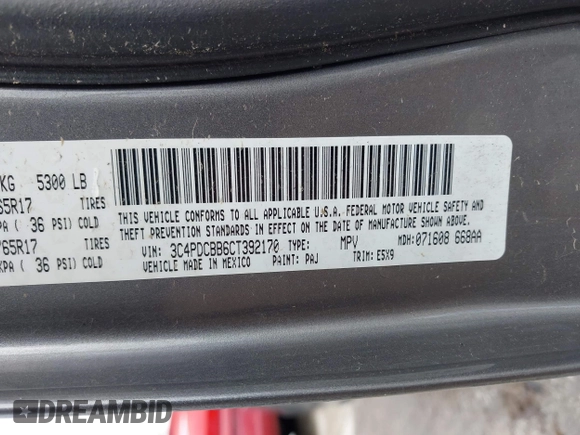 KG 5300 LB
65R17 TIRES
KPA ( 36 PSI) COLD
65R17 TIRES
KPA ( 36 PSI) COLD
THIS VEHICLE CONFORMS TO ALL APPLICABLE U.S.A. FEDERAL MOTOR VEHICLE SAFETY AND
THEFT PREVENTION STANDARDS IN EFFECT ON THE DATE OF MANUFACTURE SHOWN ABOVE
VIN: 3C4PDCBB6CT392170 TYPE: MPV MDH: 071608 669AA
VEHICLE MADE IN MEXICO PAINT: PAJ TRIM: E5X9
DREAMBID